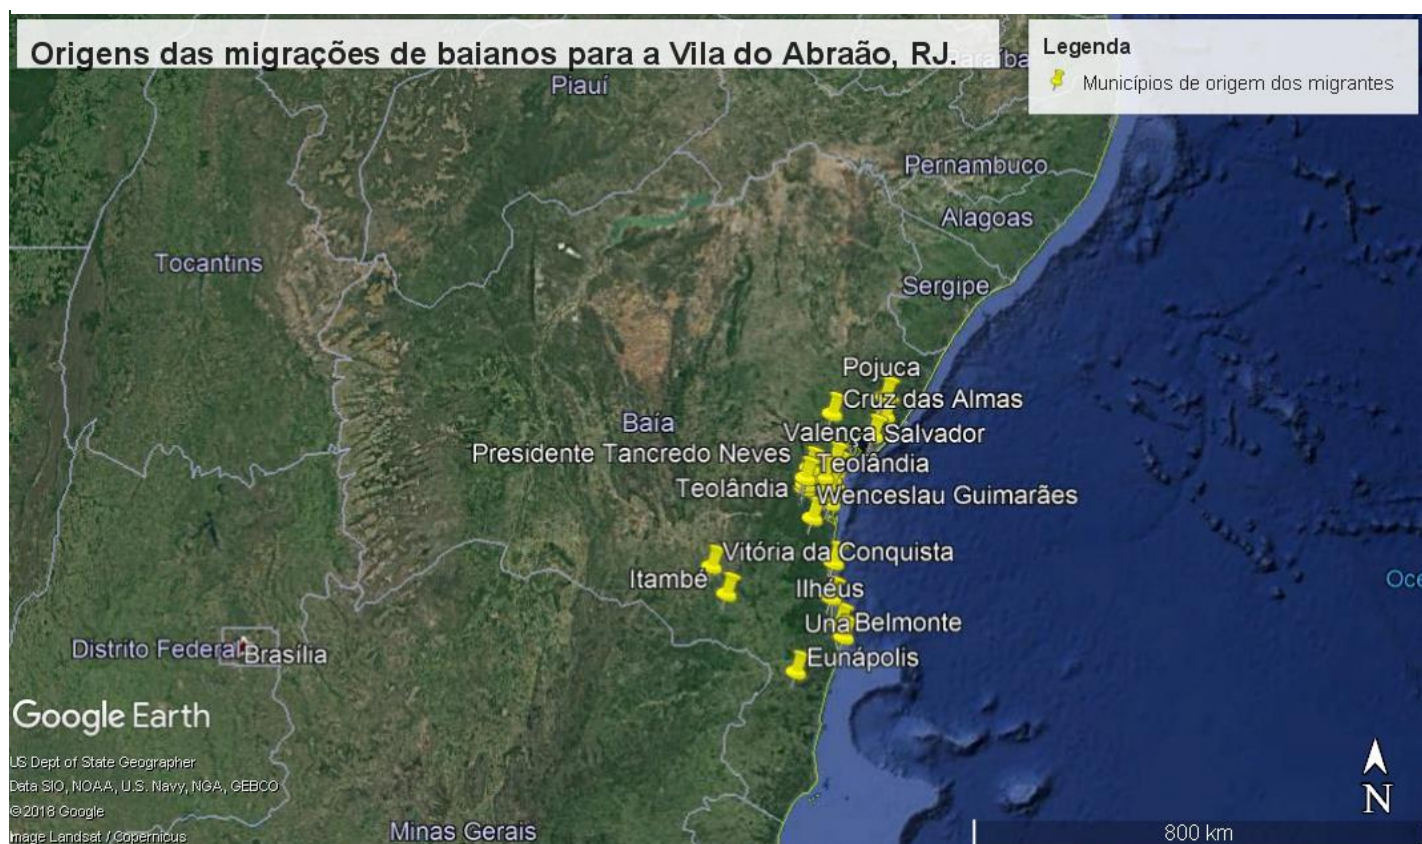 Origens das migrações de baianos para a Vila do Abraão, RJ.
Legenda
Municípios de origem dos migrantes
Piauí
Pernambuco
Alagoas
Tocantins
Sergipe
Pojuca
Cruz das Almas
Baía
Valença
Salvador
Presidente Tancredo Neves
Teolândia
Teolândia
Wenceslau Guimarães
Vitória da Conquista
Itambé
Ilhéus
Una
Belmonte
Distrito Federal
Brasília
Eunápolis
Google Earth
US Dept of State Geographer
Data SIO, NOAA, U.S. Navy, NGA, GEBCO
© 2018 Google
Image Landsat / Copernicus
Minas Gerais
N
800 km